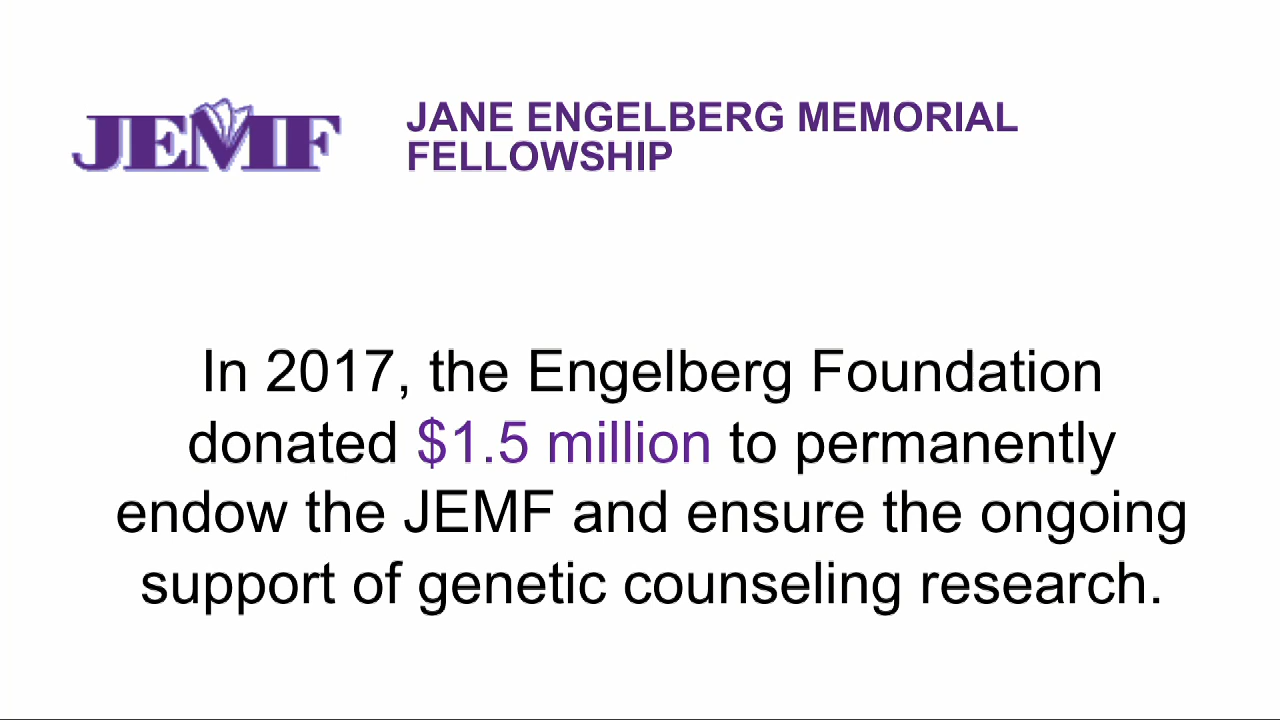 JEMF
JANE ENGELBERG MEMORIAL
FELLOWSHIP
In 2017, the Engelberg Foundation
donated $1.5 million to permanently
endow the JEMF and ensure the ongoing
support of genetic counseling research.